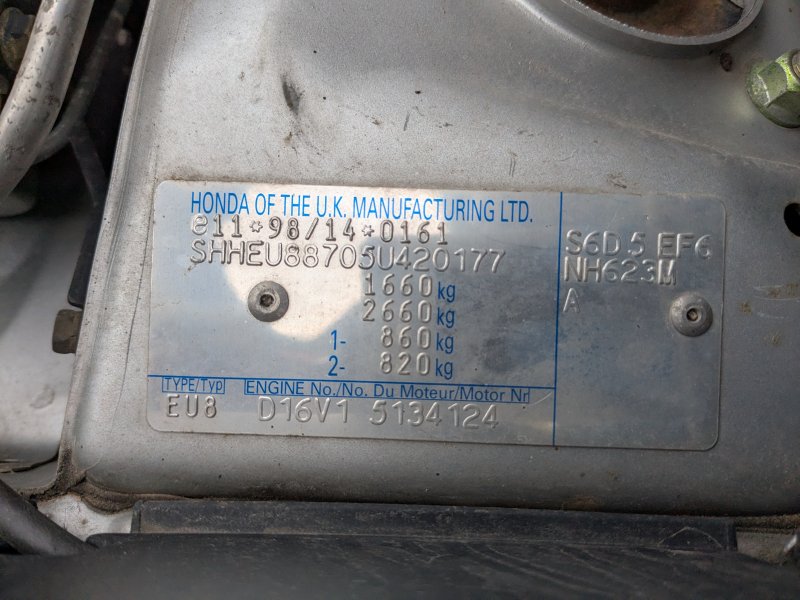 HONDA OF THE U.K. MANUFACTURING LTD.
e11*98/14*0161
SHHEU88705U420177
1660 kg
2660 kg
1- 860 kg
2- 820 kg
TYPE/Typ ENGINE No./No. Du Moteur/Motor Nr
EU8 D16V1 5134124
S6D 5 EF6
NH623M
A